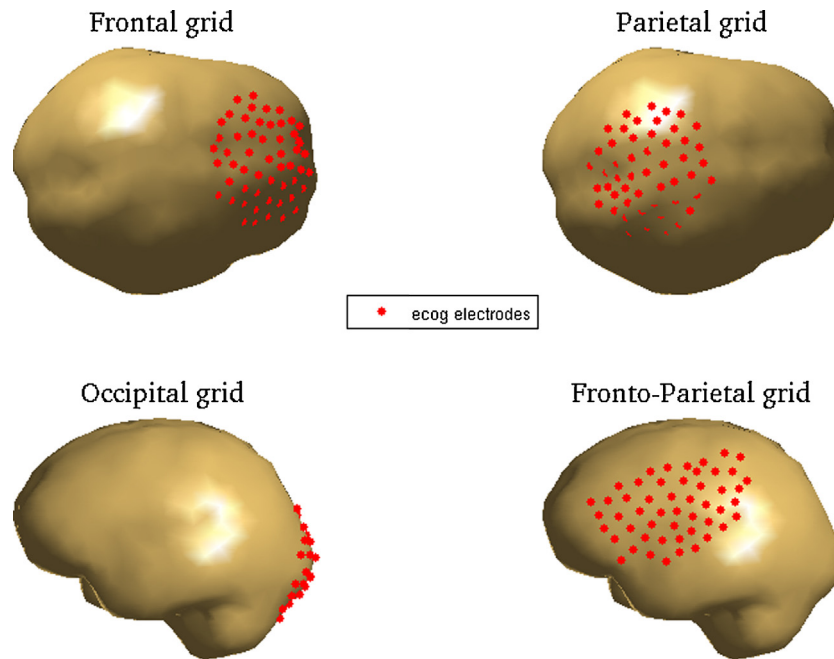 Frontal grid
Parietal grid
ecog electrodes
Occipital grid
Fronto-Parietal grid